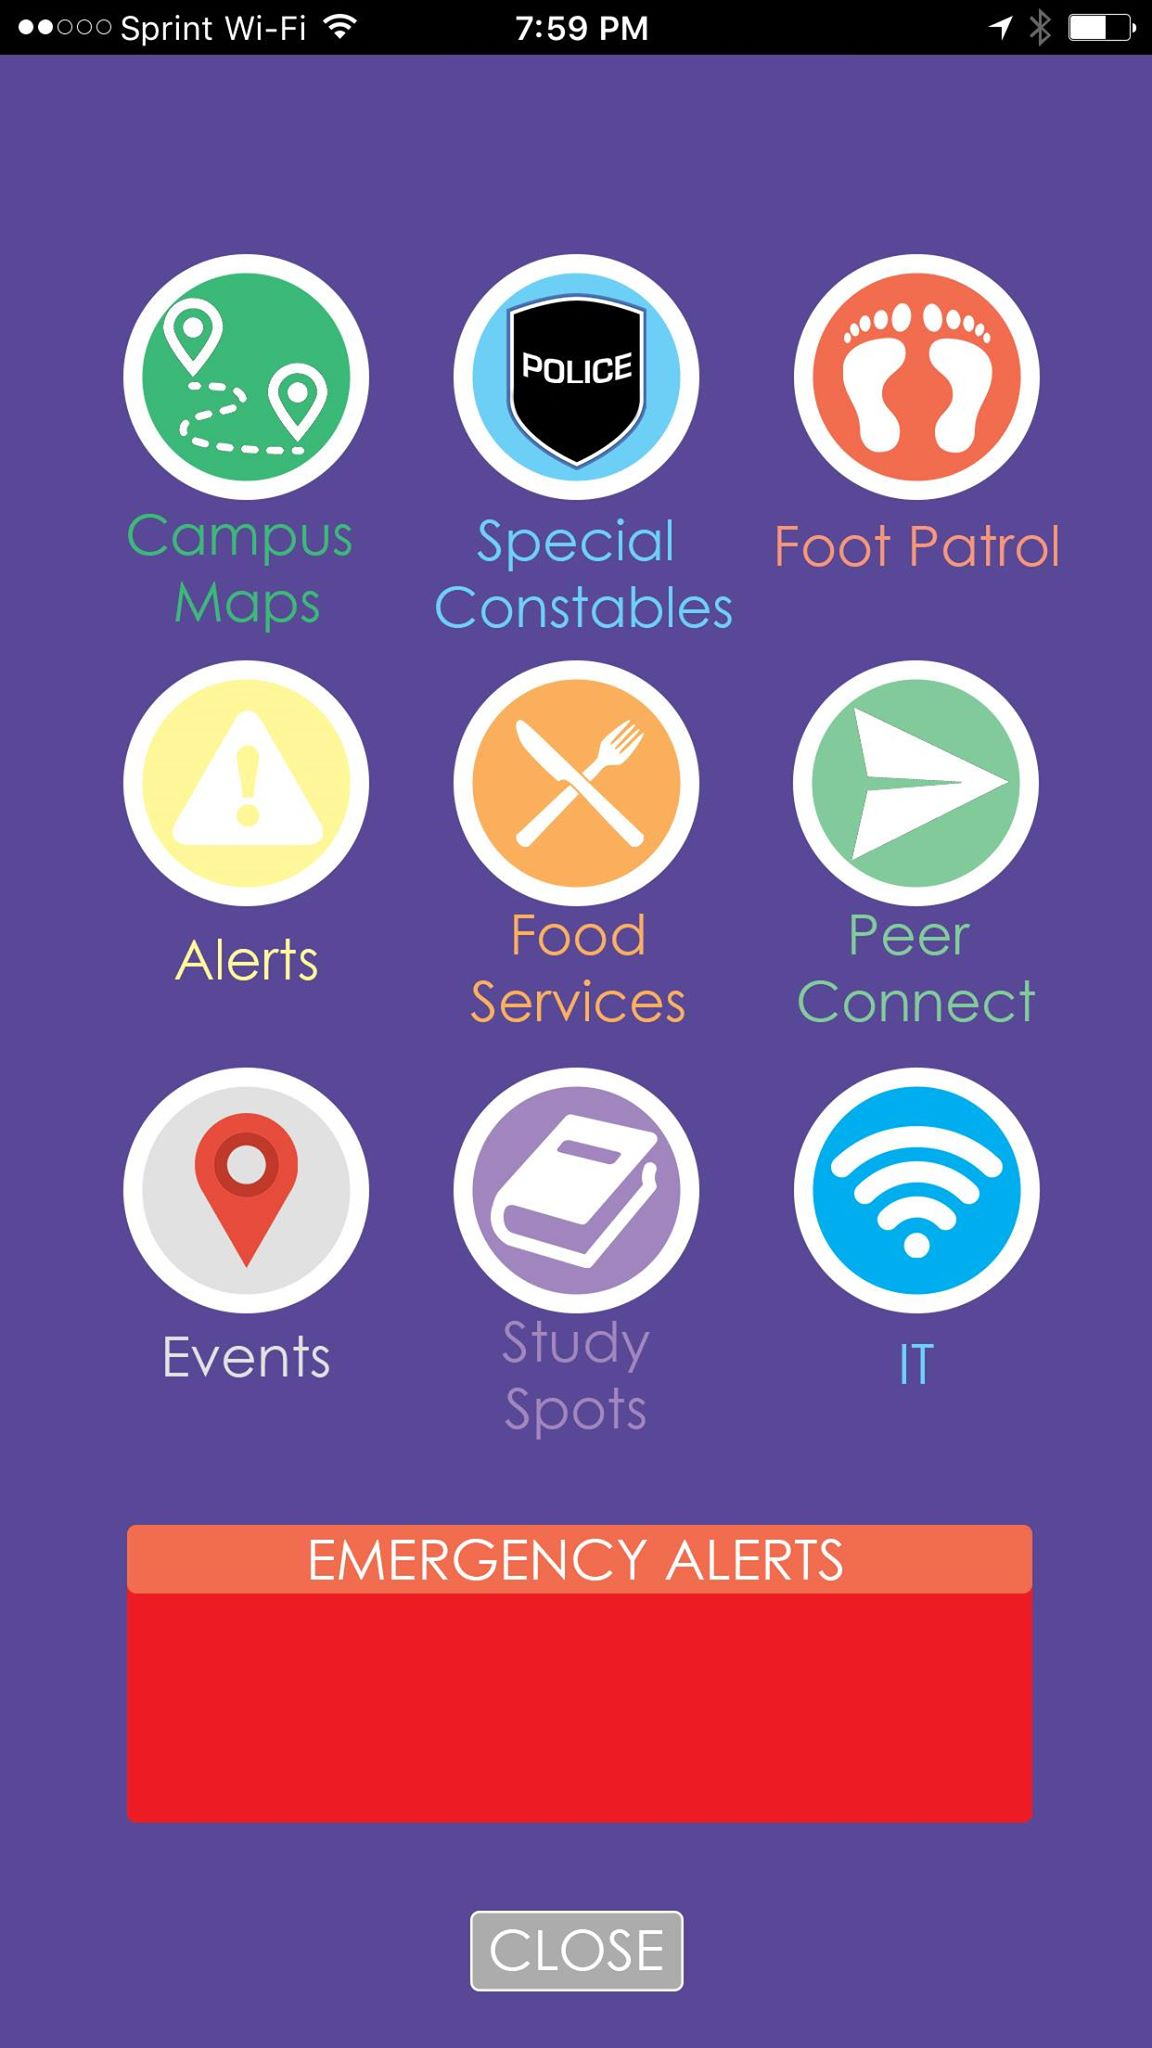 Sprint Wi-Fi 7:59 PM
POLICE
Campus
Maps
Special
Constables
Foot Patrol
Alerts
Food
Services
Peer
Connect
Events
Study
Spots
IT
EMERGENCY ALERTS
CLOSE